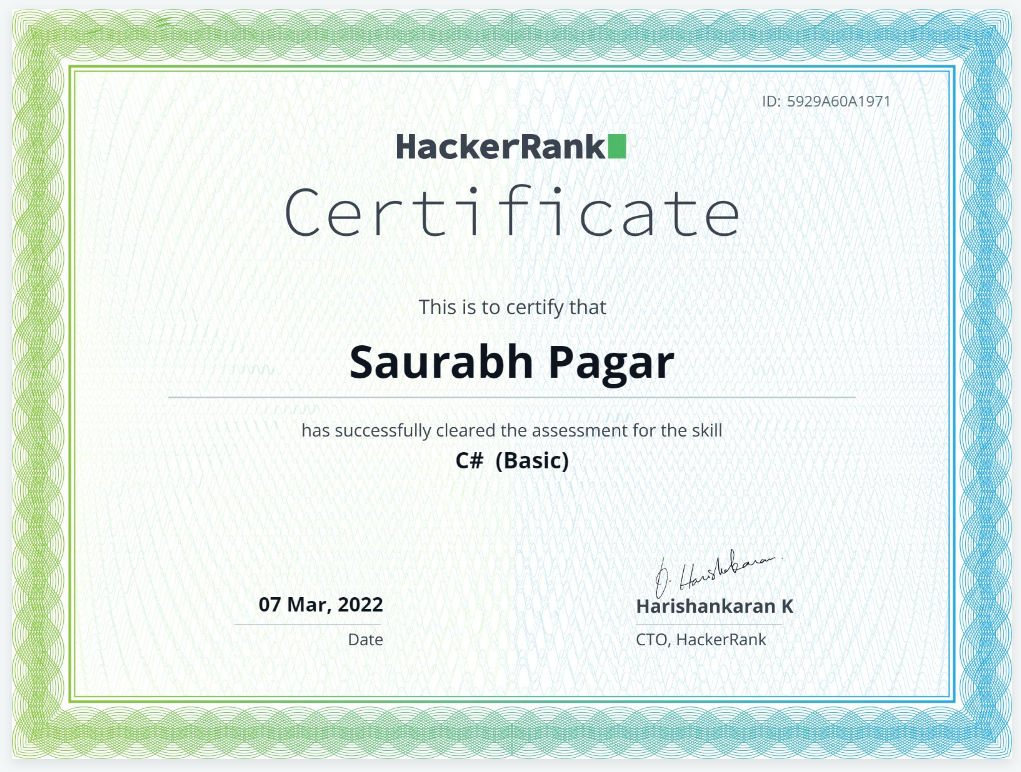 ID: 5929A60A1971
HackerRank
Certificate
This is to certify that
Saurabh Pagar
has successfully cleared the assessment for the skill
C# (Basic)
07 Mar, 2022
Date
Harishankaran K
CTO, HackerRank